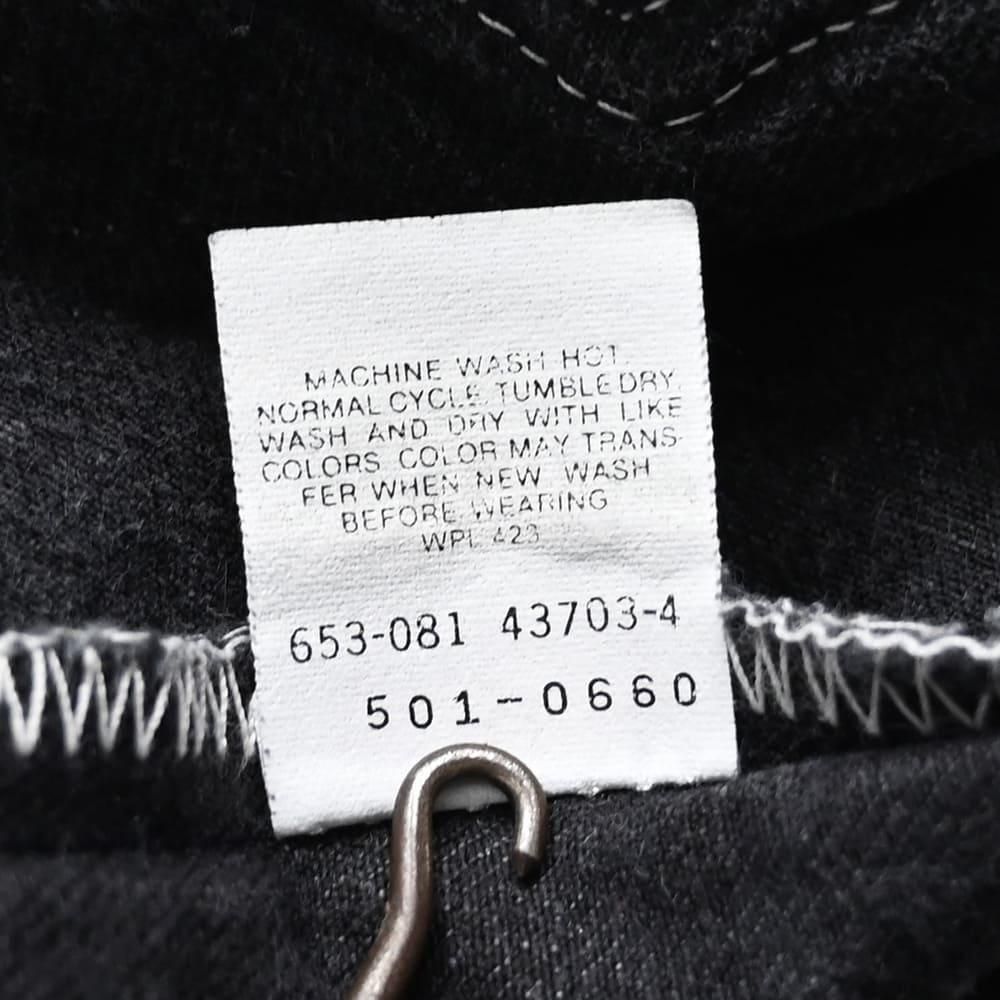 MACHINE WASH HOT
NORMAL CYCLE TUMBLE DRY.
WASH AND DRY WITH LIKE
COLORS COLOR MAY TRANS-
FER WHEN NEW WASH
BEFORE WEARING
WPL 423
653-081 43703-4
501-0660